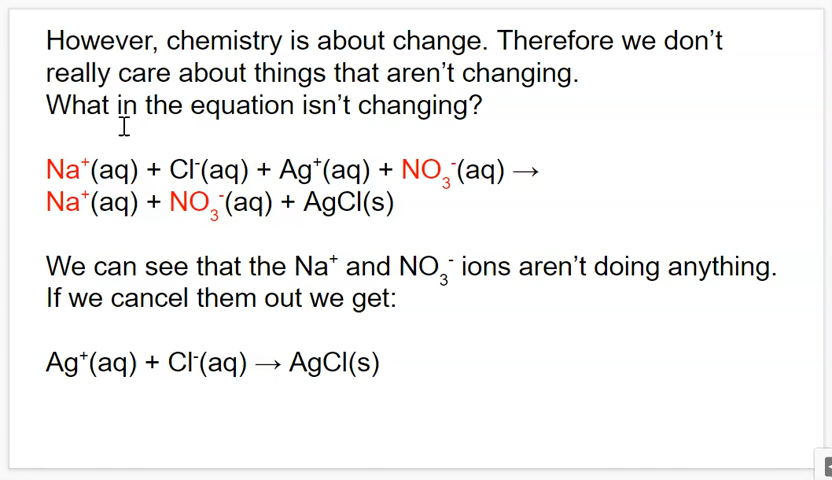 However, chemistry is about change. Therefore we don't
really care about things that aren't changing.
What in the equation isn't changing?
Na⁺(aq) + Cl⁻(aq) + Ag⁺(aq) + NO₃⁻(aq) →
Na⁺(aq) + NO₃⁻(aq) + AgCl(s)
We can see that the Na⁺ and NO₃⁻ ions aren't doing anything.
If we cancel them out we get:
Ag⁺(aq) + Cl⁻(aq) → AgCl(s)